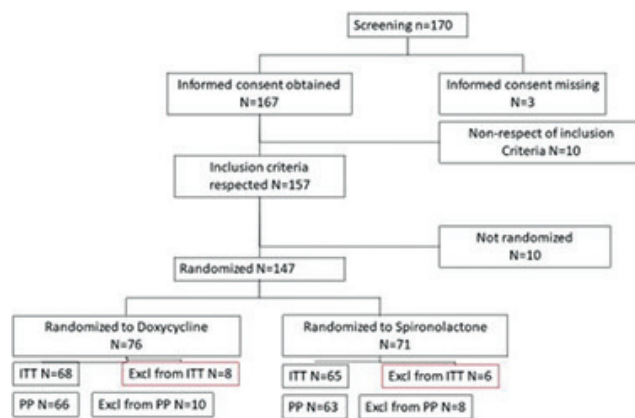 Screening n=170
Informed consent obtained
N=167
Informed consent missing
N=3
Non-respect of inclusion
Criteria N=10
Inclusion criteria
respected N=157
Not randomized
N=10
Randomized N=147
Randomized to Doxycycline
N=76
Randomized to Spironolactone
N=71
ITT N=68
Excl from ITT N=8
ITT N=65
Excl from ITT N=6
PP N=66
Excl from PP N=10
PP N=63
Excl from PP N=8